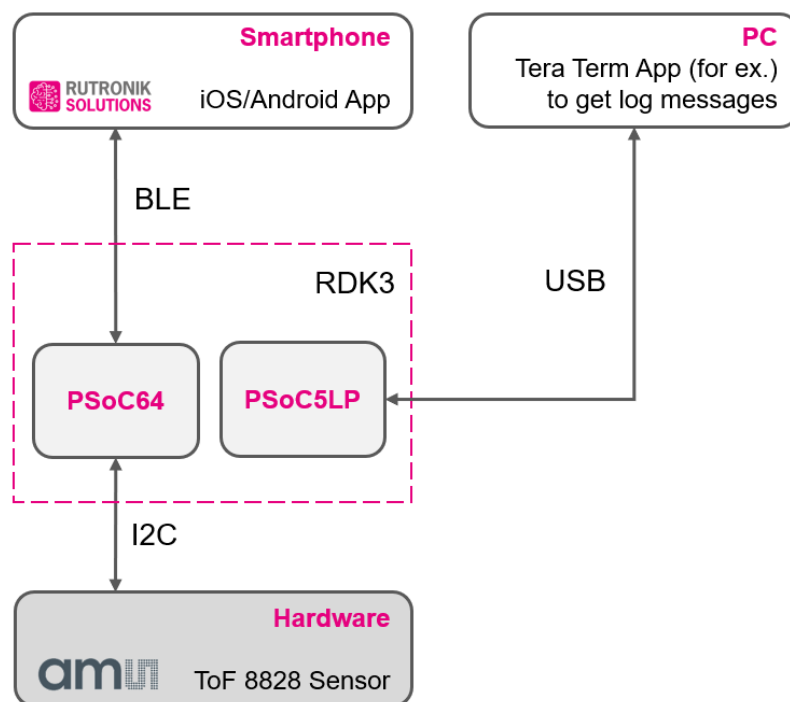 Smartphone
RUTRONIK
SOLUTIONS
iOS/Android App
PC
Tera Term App (for ex.)
to get log messages
BLE
RDK3
USB
PSoC64
PSoC5LP
I2C
Hardware
am
ToF 8828 Sensor